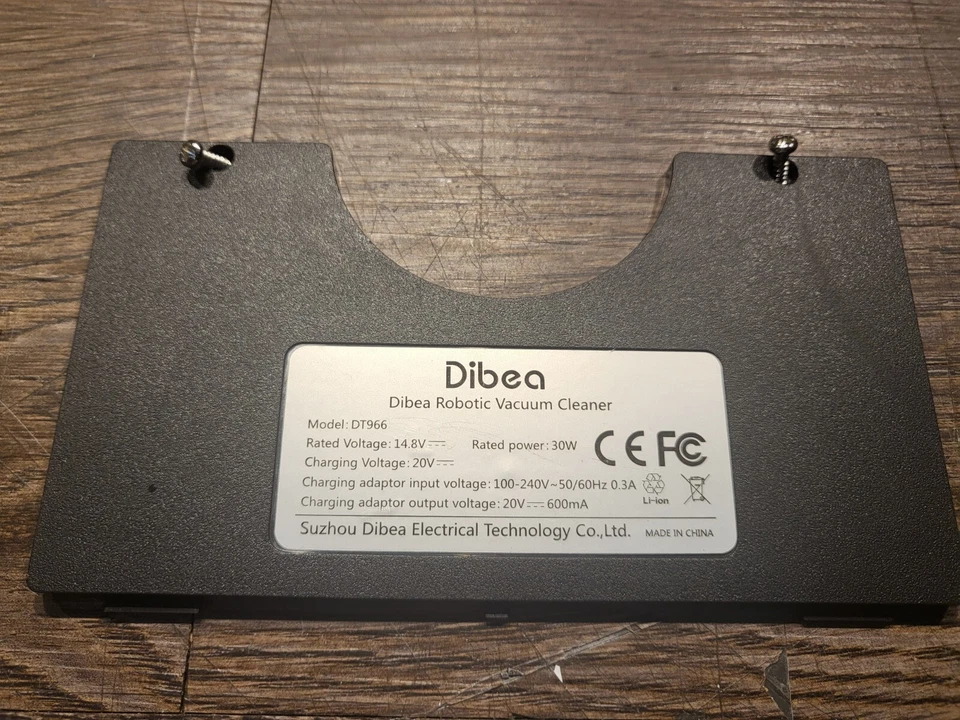 Dibea
Dibea Robotic Vacuum Cleaner
Model: DT966
Rated Voltage: 14.8V⎓ Rated power: 30W
Charging Voltage: 20V⎓
CE FC
Charging adaptor input voltage: 100-240V~50/60Hz 0.3A
Li-ion
Charging adaptor output voltage: 20V⎓600mA
Suzhou Dibea Electrical Technology Co.,Ltd. MADE IN CHINA